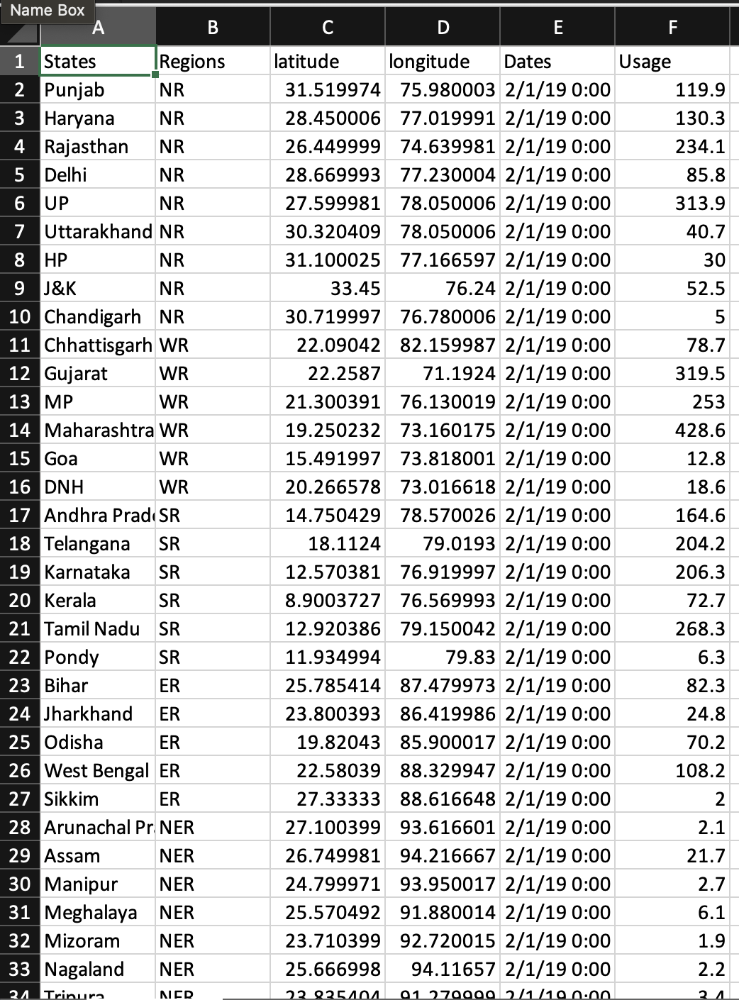 Name Box
A B C D E F
1 States Regions latitude longitude Dates Usage
2 Punjab NR 31.519974 75.980003 2/1/19 0:00 119.9
3 Haryana NR 28.450006 77.019991 2/1/19 0:00 130.3
4 Rajasthan NR 26.449999 74.639981 2/1/19 0:00 234.1
5 Delhi NR 28.669993 77.230004 2/1/19 0:00 85.8
6 UP NR 27.599981 78.050006 2/1/19 0:00 313.9
7 Uttarakhand NR 30.320409 78.050006 2/1/19 0:00 40.7
8 HP NR 31.100025 77.166597 2/1/19 0:00 30
9 J&K NR 33.45 76.24 2/1/19 0:00 52.5
10 Chandigarh NR 30.719997 76.780006 2/1/19 0:00 5
11 Chhattisgarh WR 22.09042 82.159987 2/1/19 0:00 78.7
12 Gujarat WR 22.2587 71.1924 2/1/19 0:00 319.5
13 MP WR 21.300391 76.130019 2/1/19 0:00 253
14 Maharashtra WR 19.250232 73.160175 2/1/19 0:00 428.6
15 Goa WR 15.491997 73.818001 2/1/19 0:00 12.8
16 DNH WR 20.266578 73.016618 2/1/19 0:00 18.6
17 Andhra Prad SR 14.750429 78.570026 2/1/19 0:00 164.6
18 Telangana SR 18.1124 79.0193 2/1/19 0:00 204.2
19 Karnataka SR 12.570381 76.919997 2/1/19 0:00 206.3
20 Kerala SR 8.9003727 76.569993 2/1/19 0:00 72.7
21 Tamil Nadu SR 12.920386 79.150042 2/1/19 0:00 268.3
22 Pondy SR 11.934994 79.83 2/1/19 0:00 6.3
23 Bihar ER 25.785414 87.479973 2/1/19 0:00 82.3
24 Jharkhand ER 23.800393 86.419986 2/1/19 0:00 24.8
25 Odisha ER 19.82043 85.900017 2/1/19 0:00 70.2
26 West Bengal ER 22.58039 88.329947 2/1/19 0:00 108.2
27 Sikkim ER 27.33333 88.616648 2/1/19 0:00 2
28 Arunachal Pr NER 27.100399 93.616601 2/1/19 0:00 2.1
29 Assam NER 26.749981 94.216667 2/1/19 0:00 21.7
30 Manipur NER 24.799971 93.950017 2/1/19 0:00 2.7
31 Meghalaya NER 25.570492 91.880014 2/1/19 0:00 6.1
32 Mizoram NER 23.710399 92.720015 2/1/19 0:00 1.9
33 Nagaland NER 25.666998 94.11657 2/1/19 0:00 2.2
34 Tripura NER 23.835404 91.279999 2/1/19 0:00 3.4